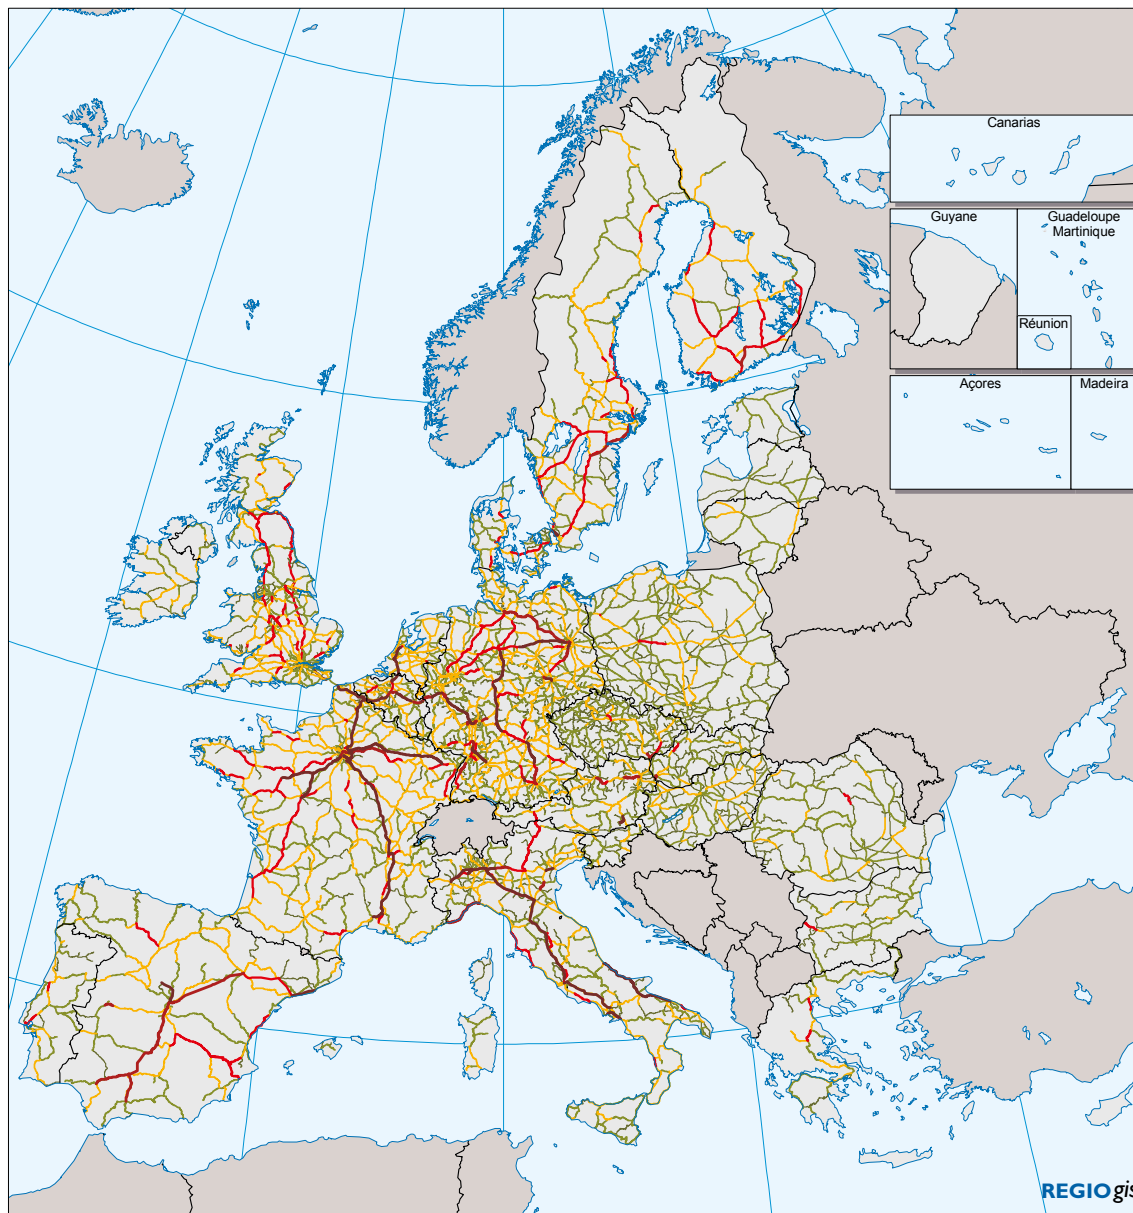 Canarias
Guyane
Guadeloupe
Martinique
Réunion
Açores
Madeira
REGIOgis